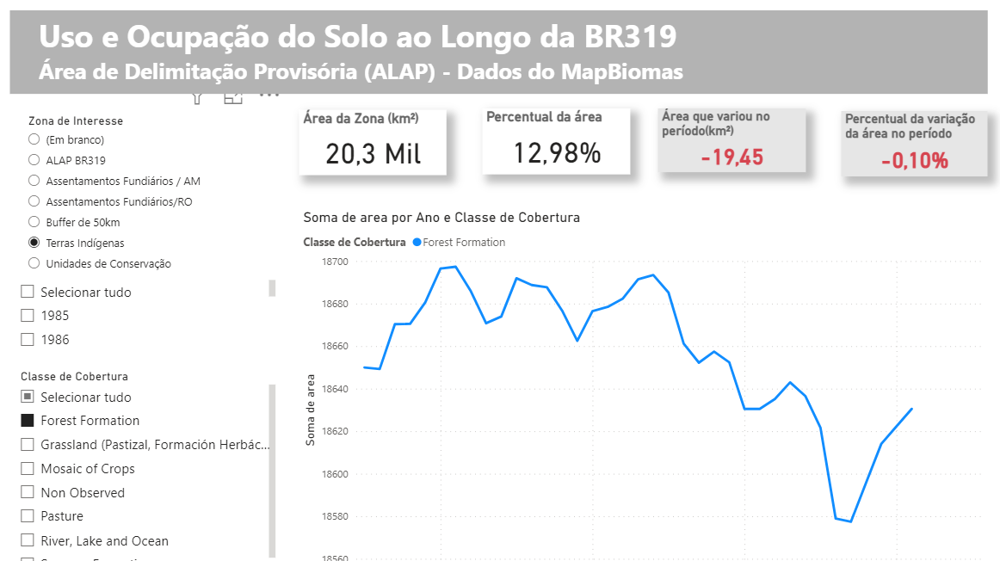 Uso e Ocupação do Solo ao Longo da BR319
Área de Delimitação Provisória (ALAP) - Dados do MapBiomas
Zona de Interesse
(Em branco)
ALAP BR319
Assentamentos Fundiários / AM
Assentamentos Fundiários/RO
Buffer de 50km
Terras Indígenas
Unidades de Conservação
Selecionar tudo
1985
1986
Classe de Cobertura
Selecionar tudo
Forest Formation
Grassland (Pastizal, Formación Herbác...
Mosaic of Crops
Non Observed
Pasture
River, Lake and Ocean
Área da Zona (km²)
20,3 Mil
Percentual da área
12,98%
Área que variou no
período(km²)
-19,45
Percentual da variação
da área no período
-0,10%
Soma de area por Ano e Classe de Cobertura
Classe de Cobertura Forest Formation
Soma de area
18700
18680
18660
18640
18620
18600
18580
18560